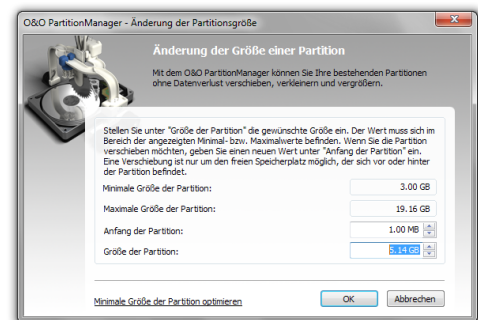 O&O PartitionManager - Änderung der Partitionsgröße
Änderung der Größe einer Partition
Mit dem O&O PartitionManager können Sie Ihre bestehenden Partitionen
ohne Datenverlust verschieben, verkleinern und vergrößern.
Stellen Sie unter "Größe der Partition" die gewünschte Größe ein. Der Wert muss sich im
Bereich der angezeigten Minimal- bzw. Maximalwerte befinden. Wenn Sie die Partition
verschieben möchten, geben Sie einen neuen Wert unter "Anfang der Partition" ein.
Eine Verschiebung ist nur um den freien Speicherplatz möglich, der sich vor oder hinter
der Partition befindet.
Minimale Größe der Partition: 3.00 GB
Maximale Größe der Partition: 19.16 GB
Anfang der Partition: 1.00 MB
Größe der Partition: 5.14 GB
Minimale Größe der Partition optimieren OK Abbrechen